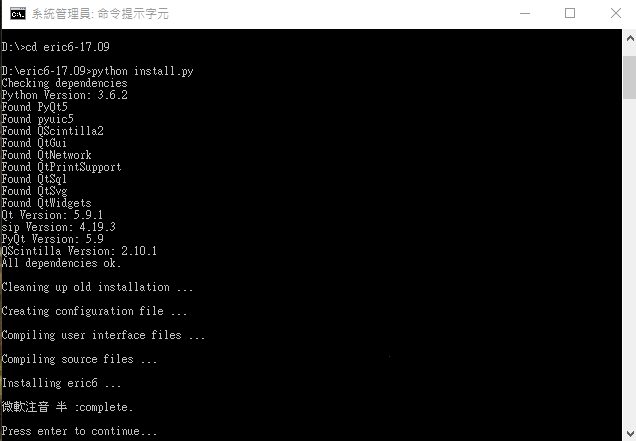 系統管理員: 命令提示字元
D:\>cd eric6-17.09
D:\eric6-17.09>python install.py
Checking dependencies
Python Version: 3.6.2
Found PyQt5
Found pyuic5
Found QScintilla2
Found QtGui
Found QtNetwork
Found QtPrintSupport
Found QtSql
Found QtSvg
Found QtWidgets
Qt Version: 5.9.1
sip Version: 4.19.3
PyQt Version: 5.9
QScintilla Version: 2.10.1
All dependencies ok.
Cleaning up old installation ...
Creating configuration file ...
Compiling user interface files ...
Compiling source files ...
Installing eric6 ...
微軟注音 半 :complete.
Press enter to continue...